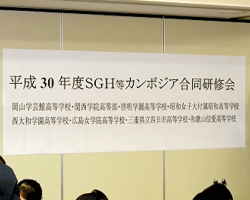 平成30年度SGH等カンボジア合同研修会
岡山学芸館高等学校・関西学院高等部・啓明学園高等学校・昭和女子大付属昭和高等学校
西大和学園高等学校・広島女学院高等学校・三重県立四日市高等学校・和歌山信愛高等学校